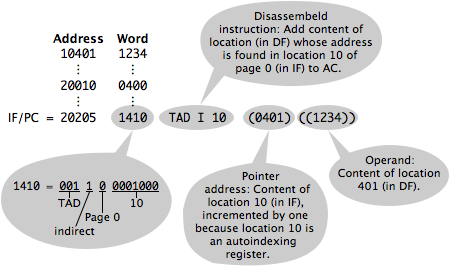 Disassembeld
instruction: Add content of
location (in DF) whose address
is found in location 10 of
page 0 (in IF) to AC.
Address Word
10401 1234
⋮ ⋮
20010 0400
⋮ ⋮
IF/PC = 20205 1410 TAD I 10 (0401) ((1234))
1410 = 001 1 0 0001000
TAD 10
Page 0
indirect
Pointer
address: Content of
location 10 (in IF),
incremented by one
because location 10 is
an autoindexing
register.
Operand:
Content of location
401 (in DF).